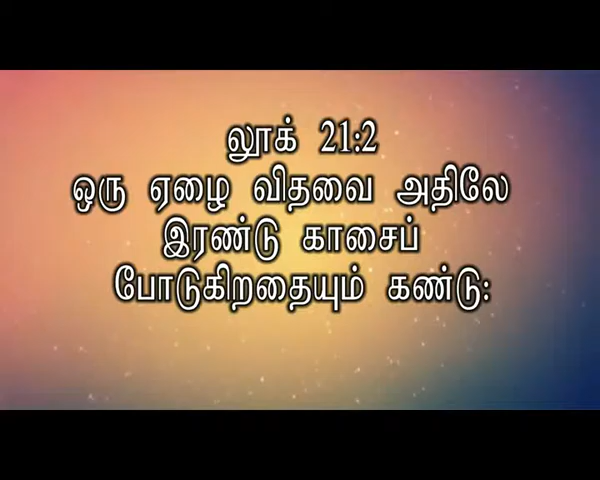 லூக் 21:2
ஒரு ஏழை விதவை அதிலே
இரண்டு காசைப்
போடுகிறதையும் கண்டு: